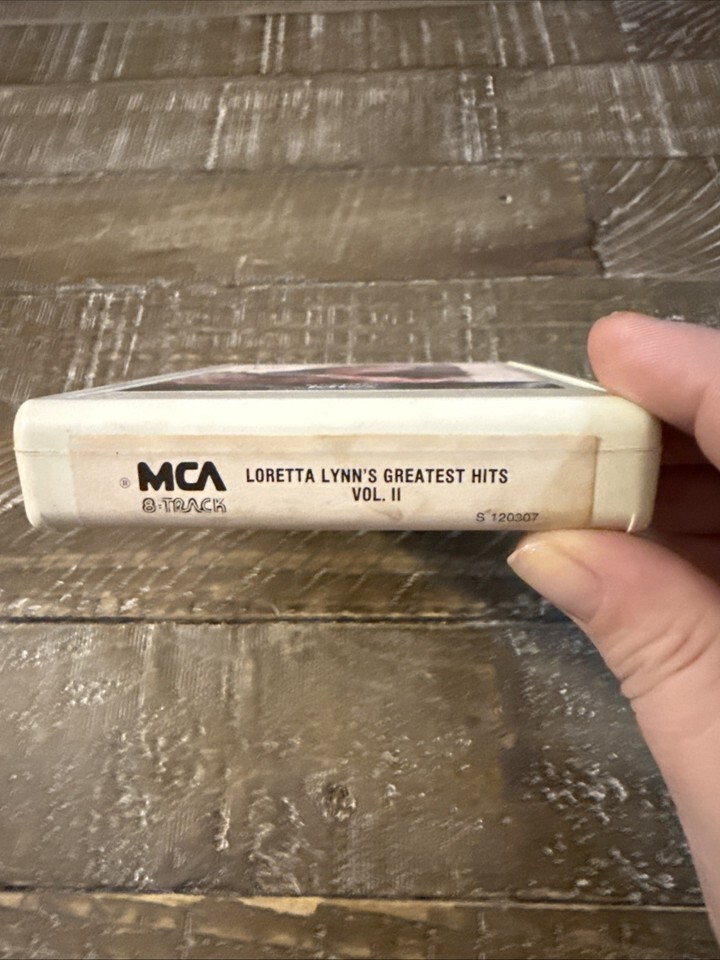 ® MCA
8·TRACK
LORETTA LYNN'S GREATEST HITS
VOL. II
S 120307